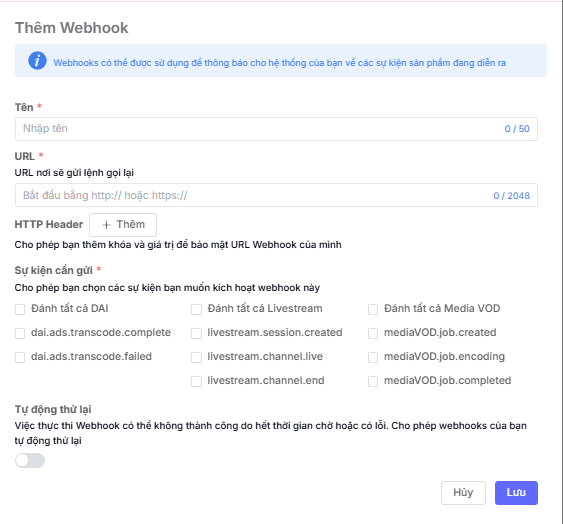 Thêm Webhook
Webhooks có thể được sử dụng để thông báo cho hệ thống của bạn về các sự kiện sản phẩm đang diễn ra
Tên *
Nhập tên 0 / 50
URL *
URL nơi sẽ gửi lệnh gọi lại
Bắt đầu bằng http:// hoặc https:// 0 / 2048
HTTP Header + Thêm
Cho phép bạn thêm khóa và giá trị để bảo mật URL Webhook của mình
Sự kiện cần gửi *
Cho phép bạn chọn các sự kiện bạn muốn kích hoạt webhook này
Đánh tất cả DAI Đánh tất cả Livestream Đánh tất cả Media VOD
dai.ads.transcode.complete livestream.session.created mediaVOD.job.created
dai.ads.transcode.failed livestream.channel.live mediaVOD.job.encoding
livestream.channel.end mediaVOD.job.completed
Tự động thử lại
Việc thực thi Webhook có thể không thành công do hết thời gian chờ hoặc có lỗi. Cho phép webhooks của bạn
tự động thử lại
Hủy Lưu